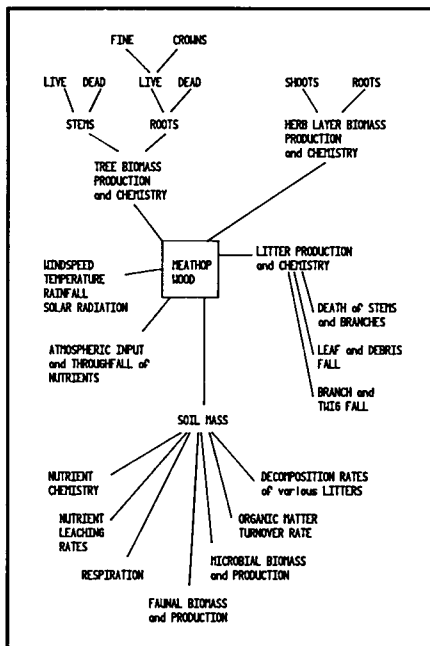 FINE CROWNS
LIVE DEAD LIVE DEAD
SHOOTS ROOTS
STEMS ROOTS
HERB LAYER BIOMASS
PRODUCTION
and CHEMISTRY
TREE BIOMASS
PRODUCTION
and CHEMISTRY
MEATHOP
WOOD
LITTER PRODUCTION
and CHEMISTRY
WINDSPEED
TEMPERATURE
RAINFALL
SOLAR RADIATION
DEATH of STEMS
and BRANCHES
LEAF and DEBRIS
FALL
BRANCH and
TWIG FALL
ATMOSPHERIC INPUT
and THROUGHFALL of
NUTRIENTS
SOIL MASS
NUTRIENT
CHEMISTRY
DECOMPOSITION RATES
of various LITTERS
NUTRIENT
LEACHING
RATES
ORGANIC MATTER
TURNOVER RATE
RESPIRATION
MICROBIAL BIOMASS
and PRODUCTION
FAUNAL BIOMASS
and PRODUCTION